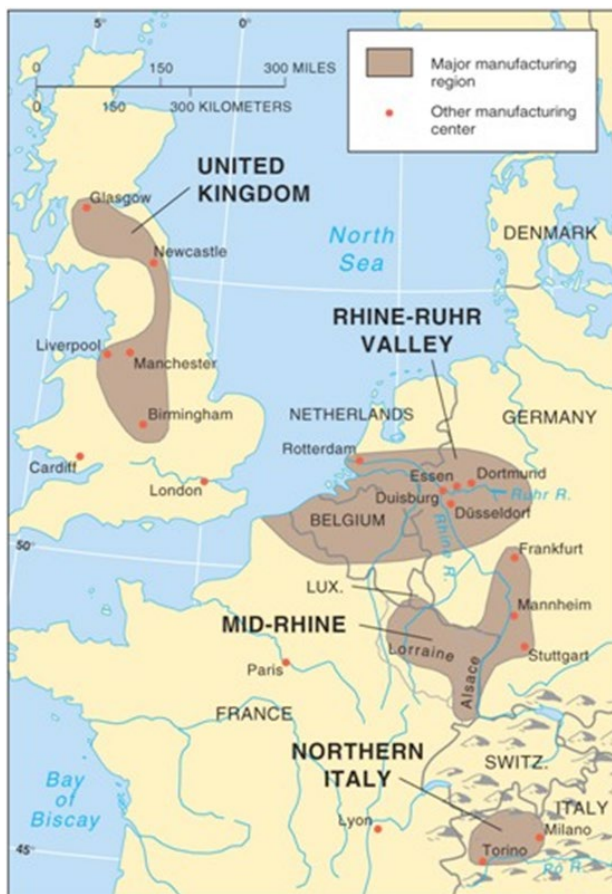 5°
0°
0
150
300 MILES
0
150
300 KILOMETERS
Major manufacturing
region
Other manufacturing
center
UNITED
KINGDOM
Glasgow
Newcastle
North
Sea
DENMARK
Liverpool
Manchester
Birmingham
Cardiff
London
RHINE-RUHR
VALLEY
NETHERLANDS
GERMANY
Rotterdam
Essen
Dortmund
Duisburg
Ruhr R.
Düsseldorf
BELGIUM
Rhine R.
50°
Frankfurt
LUX.
Mannheim
MID-RHINE
Lorraine
Stuttgart
Alsace
Paris
FRANCE
NORTHERN
ITALY
SWITZ.
Bay
of
Biscay
ITALY
Lyon
Milano
Torino
Po R.
45°